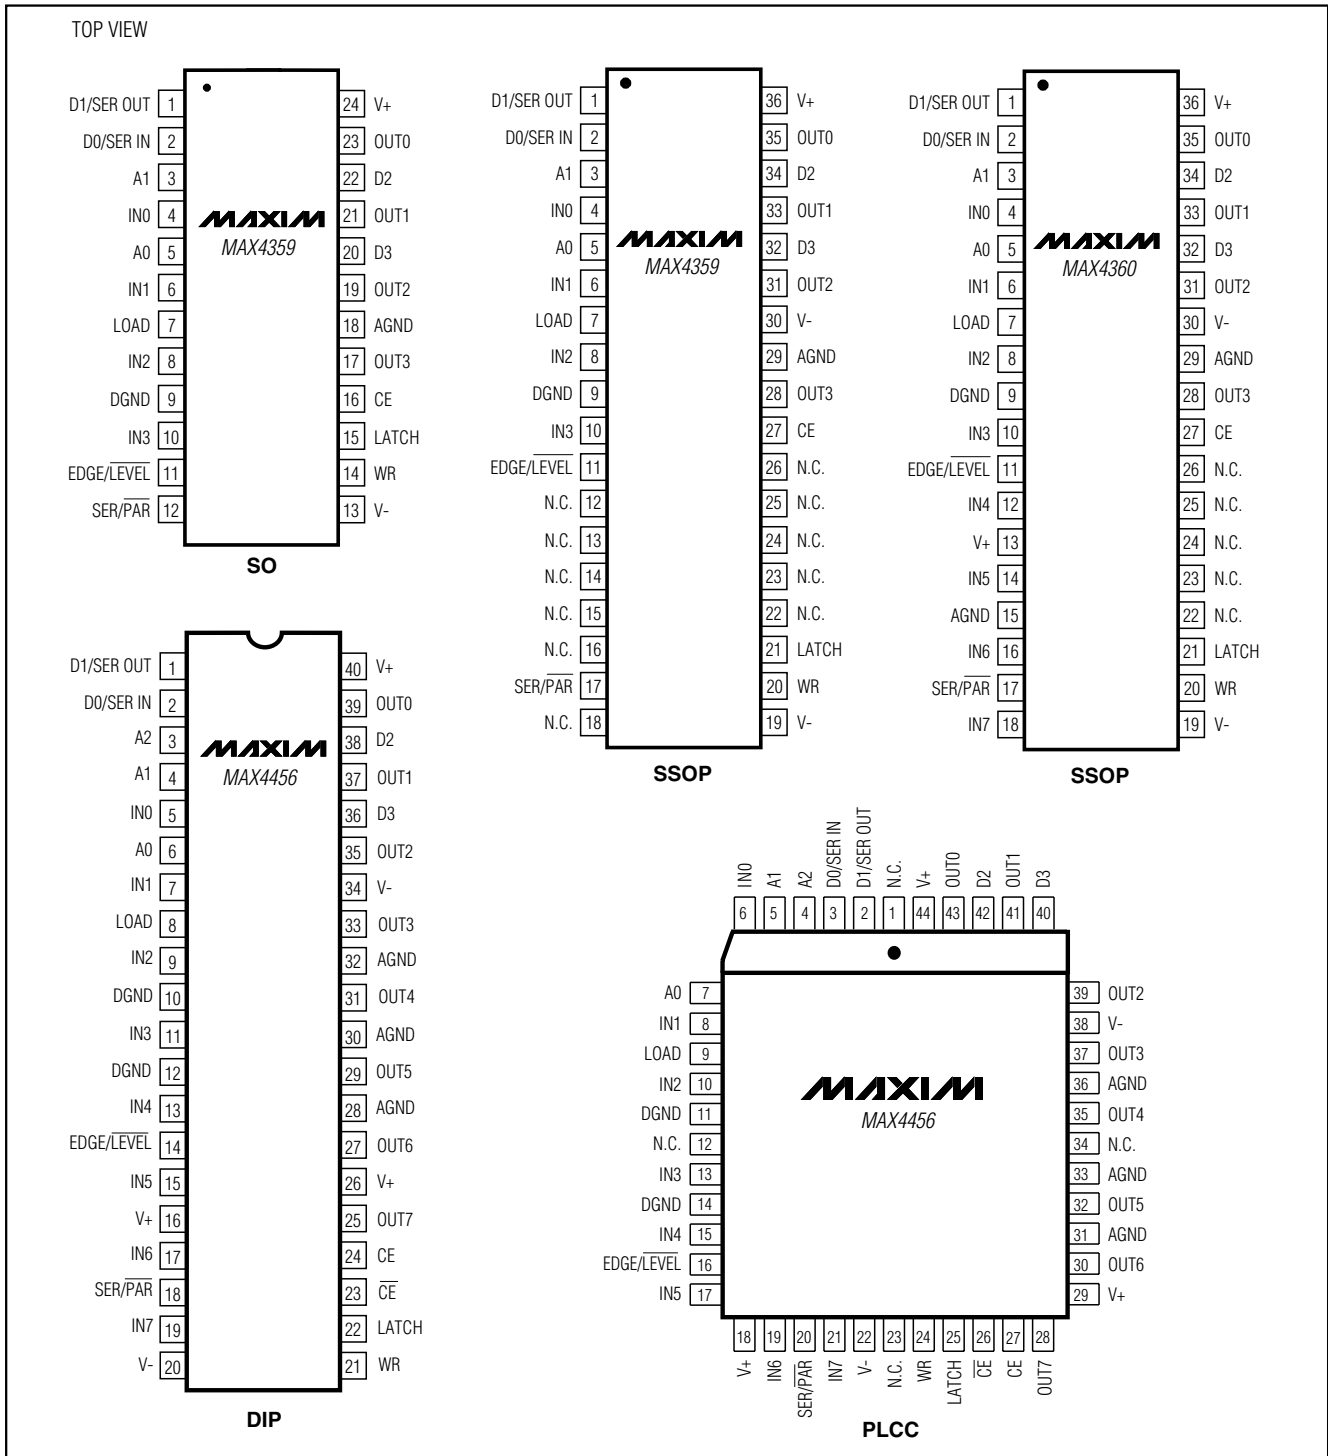 TOP VIEW
D1/SER OUT 1
D0/SER IN 2
A1 3
IN0 4
A0 5
IN1 6
LOAD 7
IN2 8
DGND 9
IN3 10
EDGE/L̅E̅V̅E̅L̅ 11
SER/P̅A̅R̅ 12
MAXIM
MAX4359
24 V+
23 OUT0
22 D2
21 OUT1
20 D3
19 OUT2
18 AGND
17 OUT3
16 CE
15 LATCH
14 WR
13 V-
SO
D1/SER OUT 1
D0/SER IN 2
A1 3
IN0 4
A0 5
IN1 6
LOAD 7
IN2 8
DGND 9
IN3 10
EDGE/L̅E̅V̅E̅L̅ 11
N.C. 12
N.C. 13
N.C. 14
N.C. 15
N.C. 16
SER/P̅A̅R̅ 17
N.C. 18
MAXIM
MAX4359
36 V+
35 OUT0
34 D2
33 OUT1
32 D3
31 OUT2
30 V-
29 AGND
28 OUT3
27 CE
26 N.C.
25 N.C.
24 N.C.
23 N.C.
22 N.C.
21 LATCH
20 WR
19 V-
SSOP
D1/SER OUT 1
D0/SER IN 2
A1 3
IN0 4
A0 5
IN1 6
LOAD 7
IN2 8
DGND 9
IN3 10
EDGE/L̅E̅V̅E̅L̅ 11
IN4 12
V+ 13
IN5 14
AGND 15
IN6 16
SER/P̅A̅R̅ 17
IN7 18
MAXIM
MAX4360
36 V+
35 OUT0
34 D2
33 OUT1
32 D3
31 OUT2
30 V-
29 AGND
28 OUT3
27 CE
26 N.C.
25 N.C.
24 N.C.
23 N.C.
22 N.C.
21 LATCH
20 WR
19 V-
SSOP
D1/SER OUT 1
D0/SER IN 2
A2 3
A1 4
IN0 5
A0 6
IN1 7
LOAD 8
IN2 9
DGND 10
IN3 11
DGND 12
IN4 13
EDGE/L̅E̅V̅E̅L̅ 14
IN5 15
V+ 16
IN6 17
SER/P̅A̅R̅ 18
IN7 19
V- 20
MAXIM
MAX4456
40 V+
39 OUT0
38 D2
37 OUT1
36 D3
35 OUT2
34 V-
33 OUT3
32 AGND
31 OUT4
30 AGND
29 OUT5
28 AGND
27 OUT6
26 V+
25 OUT7
24 CE
23 C̅E̅
22 LATCH
21 WR
DIP
IN0 A1 A2 D0/SER IN D1/SER OUT N.C. V+ OUT0 D2 OUT1 D3
6 5 4 3 2 1 44 43 42 41 40
A0 7
IN1 8
LOAD 9
IN2 10
DGND 11
N.C. 12
IN3 13
DGND 14
IN4 15
EDGE/L̅E̅V̅E̅L̅ 16
IN5 17
MAXIM
MAX4456
39 OUT2
38 V-
37 OUT3
36 AGND
35 OUT4
34 N.C.
33 AGND
32 OUT5
31 AGND
30 OUT6
29 V+
18 19 20 21 22 23 24 25 26 27 28
V+ IN6 SER/P̅A̅R̅ IN7 V- N.C. WR LATCH C̅E̅ CE OUT7
PLCC